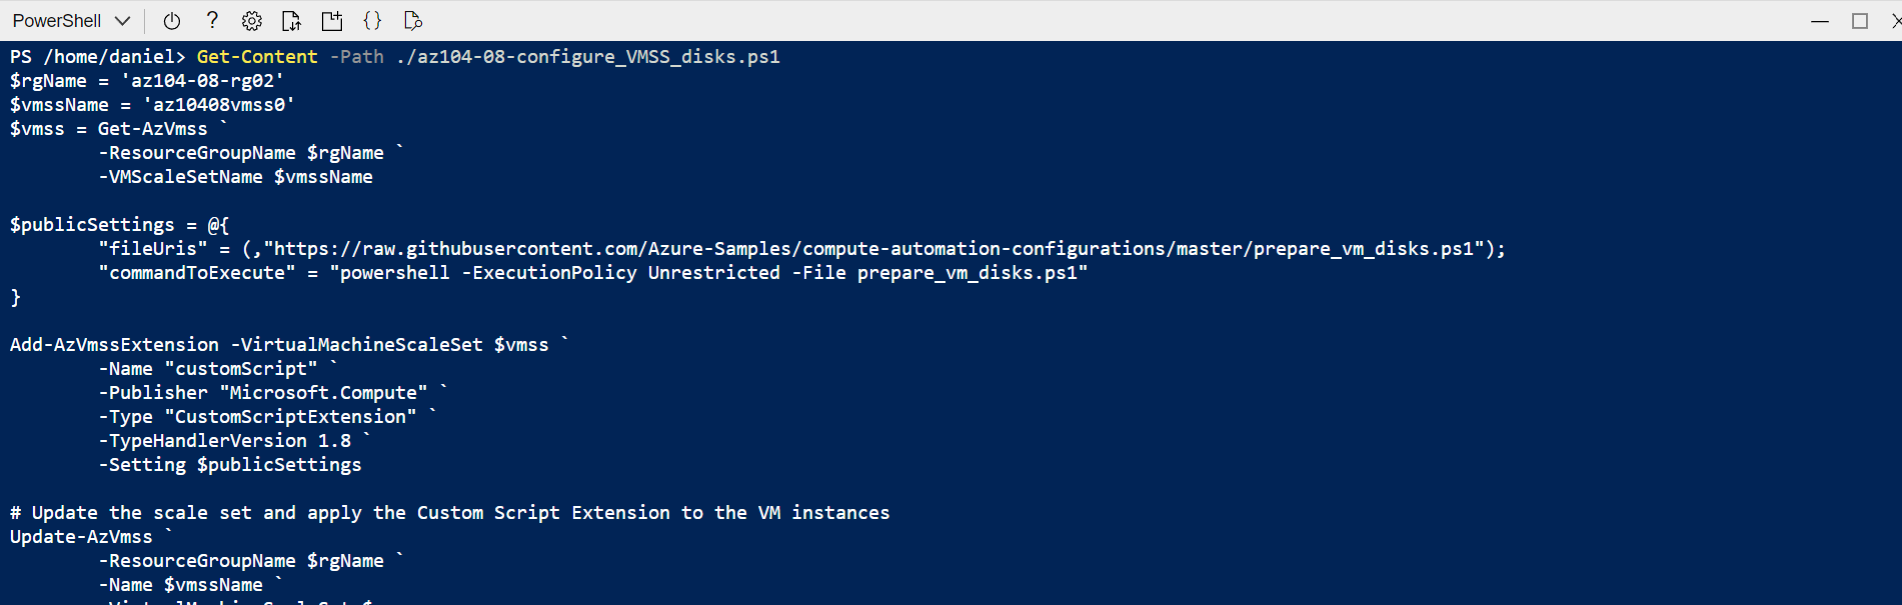 PowerShell
PS /home/daniel> Get-Content -Path ./az104-08-configure_VMSS_disks.ps1
$rgName = 'az104-08-rg02'
$vmssName = 'az10408vmss0'
$vmss = Get-AzVmss `
        -ResourceGroupName $rgName `
        -VMScaleSetName $vmssName

$publicSettings = @{
        "fileUris" = (,"https://raw.githubusercontent.com/Azure-Samples/compute-automation-configurations/master/prepare_vm_disks.ps1");
        "commandToExecute" = "powershell -ExecutionPolicy Unrestricted -File prepare_vm_disks.ps1"
}

Add-AzVmssExtension -VirtualMachineScaleSet $vmss `
        -Name "customScript" `
        -Publisher "Microsoft.Compute" `
        -Type "CustomScriptExtension" `
        -TypeHandlerVersion 1.8 `
        -Setting $publicSettings

# Update the scale set and apply the Custom Script Extension to the VM instances
Update-AzVmss `
        -ResourceGroupName $rgName `
        -Name $vmssName `